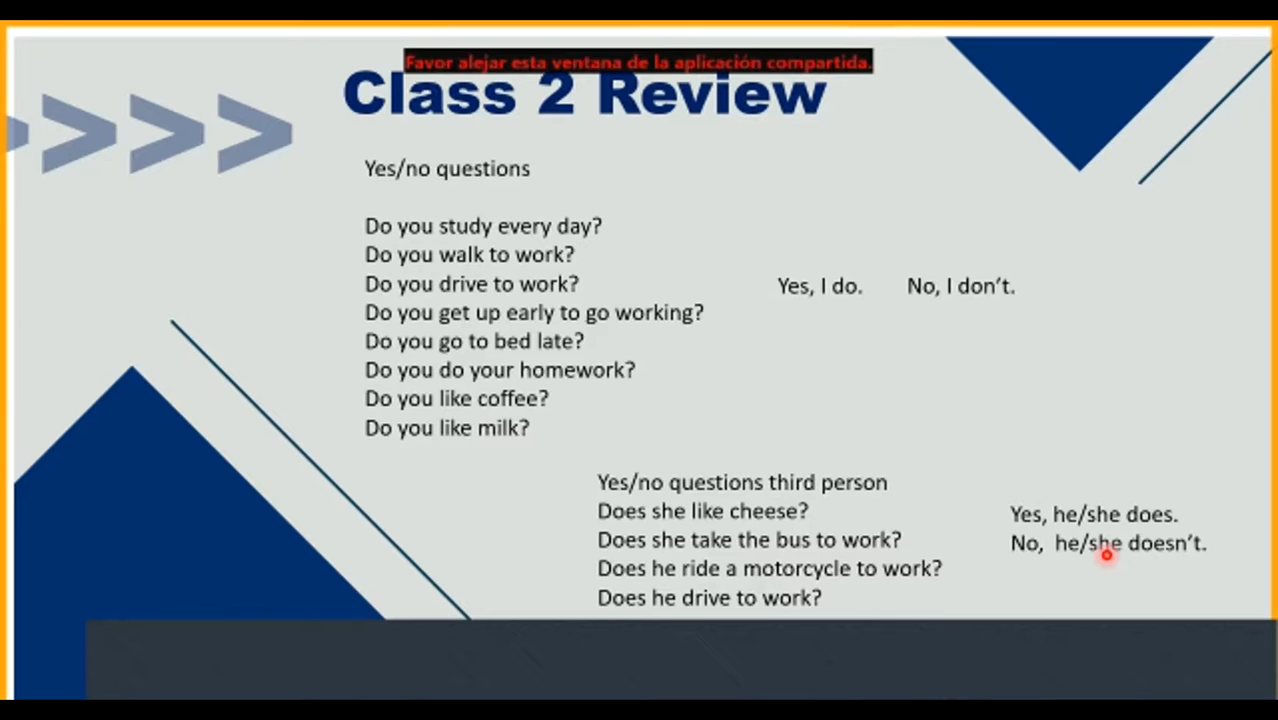 Favor alejar esta ventana de la aplicación compartida.
Class 2 Review
Yes/no questions
Do you study every day?
Do you walk to work?
Do you drive to work?
Yes, I do. No, I don't.
Do you get up early to go working?
Do you go to bed late?
Do you do your homework?
Do you like coffee?
Do you like milk?
Yes/no questions third person
Does she like cheese?
Does she take the bus to work?
Does he ride a motorcycle to work?
Does he drive to work?
Yes, he/she does.
No, he/she doesn't.